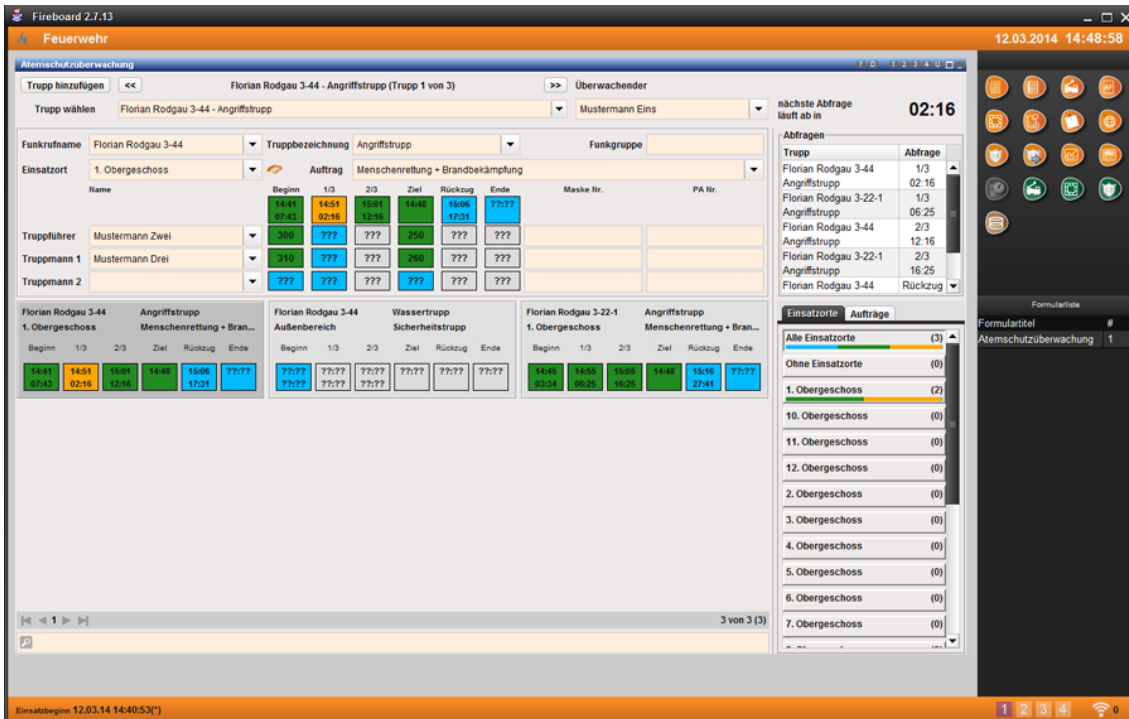 Fireboard 2.7.13
Feuerwehr
12.03.2014 14:48:58
Atemschutzüberwachung
? D 1 2 3 4 U
Trupp hinzufügen << Florian Rodgau 3-44 - Angriffstrupp (Trupp 1 von 3) >> Überwachender
Trupp wählen Florian Rodgau 3-44 - Angriffstrupp Mustermann Eins
nächste Abfrage
läuft ab in
02:16
Funkrufname Florian Rodgau 3-44 Truppbezeichnung Angriffstrupp Funkgruppe
Einsatzort 1. Obergeschoss Auftrag Menschenrettung + Brandbekämpfung
Name Beginn 1/3 2/3 Ziel Rückzug Ende Maske Nr. PA Nr.
14:41 14:51 15:01 14:48 15:06 ??:??
07:43 02:16 12:16 17:31
Truppführer Mustermann Zwei 300 ??? ??? 250 ??? ???
Truppmann 1 Mustermann Drei 310 ??? ??? 260 ??? ???
Truppmann 2 ??? ??? ??? ??? ??? ???
Abfragen
Trupp Abfrage
Florian Rodgau 3-44 1/3
Angriffstrupp 02:16
Florian Rodgau 3-22-1 1/3
Angriffstrupp 06:25
Florian Rodgau 3-44 2/3
Angriffstrupp 12:16
Florian Rodgau 3-22-1 2/3
Angriffstrupp 16:25
Florian Rodgau 3-44 Rückzug
Florian Rodgau 3-44 Angriffstrupp
1. Obergeschoss Menschenrettung + Bran...
Beginn 1/3 2/3 Ziel Rückzug Ende
14:41 14:51 15:01 14:48 15:06 ??:??
07:43 02:16 12:16 17:31
Florian Rodgau 3-44 Wassertrupp
Außenbereich Sicherheitstrupp
Beginn 1/3 2/3 Ziel Rückzug Ende
??:?? ??:?? ??:?? ??:?? ??:?? ??:??
??:?? ??:?? ??:??
Florian Rodgau 3-22-1 Angriffstrupp
1. Obergeschoss Menschenrettung + Bran...
Beginn 1/3 2/3 Ziel Rückzug Ende
14:45 14:55 15:05 14:48 15:16 ??:??
03:34 06:25 16:25 27:41
Einsatzorte Aufträge
Alle Einsatzorte (3)
Ohne Einsatzorte (0)
1. Obergeschoss (2)
10. Obergeschoss (0)
11. Obergeschoss (0)
12. Obergeschoss (0)
2. Obergeschoss (0)
3. Obergeschoss (0)
4. Obergeschoss (0)
5. Obergeschoss (0)
6. Obergeschoss (0)
7. Obergeschoss (0)
Formularliste
Formulartitel #
Atemschutzüberwachung 1
1 3 von 3 (3)
Einsatzbeginn 12.03.14 14:40:53(*)
1 2 3 4 0